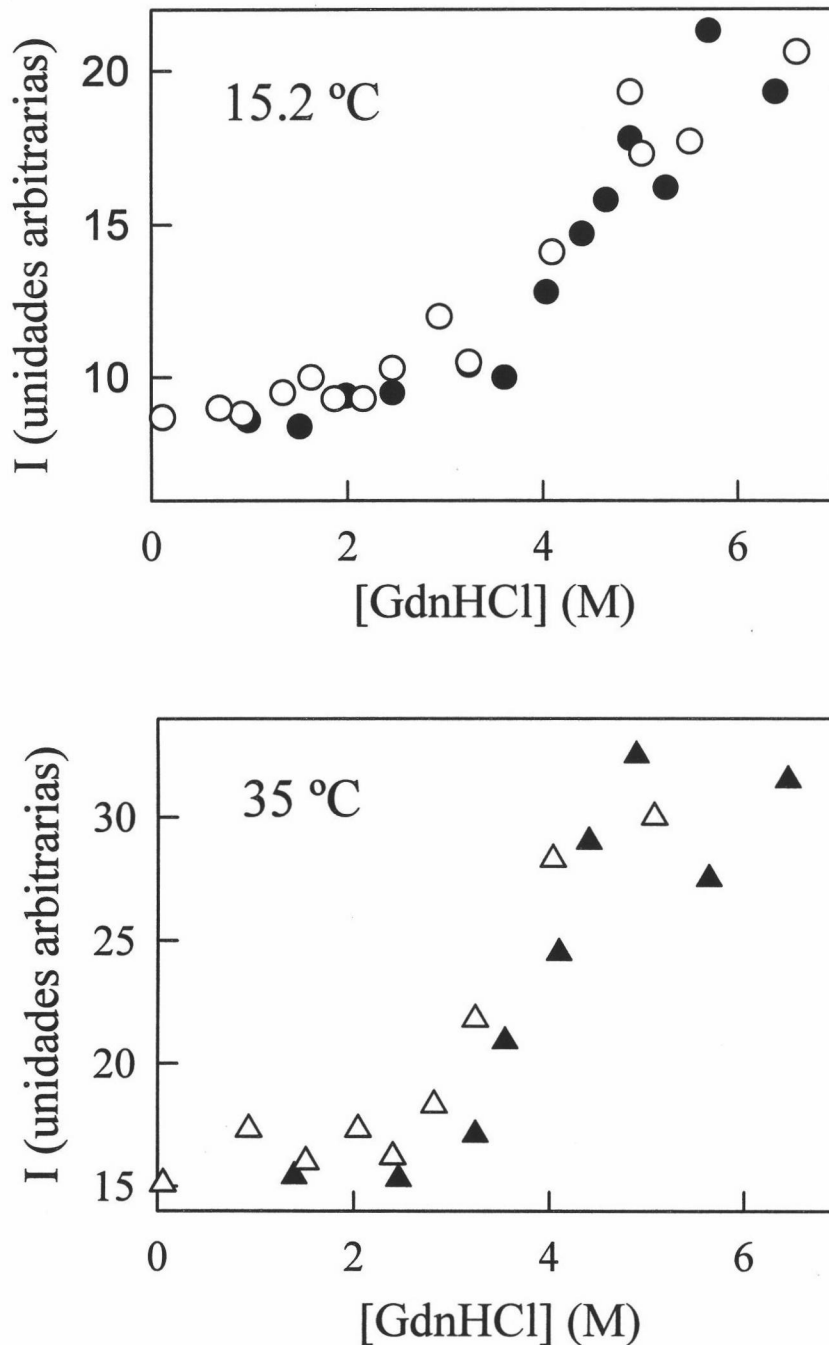 I (unidades arbitrarias)
20
15
10
15.2 ºC
0 2 4 6
[GdnHCl] (M)
I (unidades arbitrarias)
30
25
20
15
35 ºC
0 2 4 6
[GdnHCl] (M)